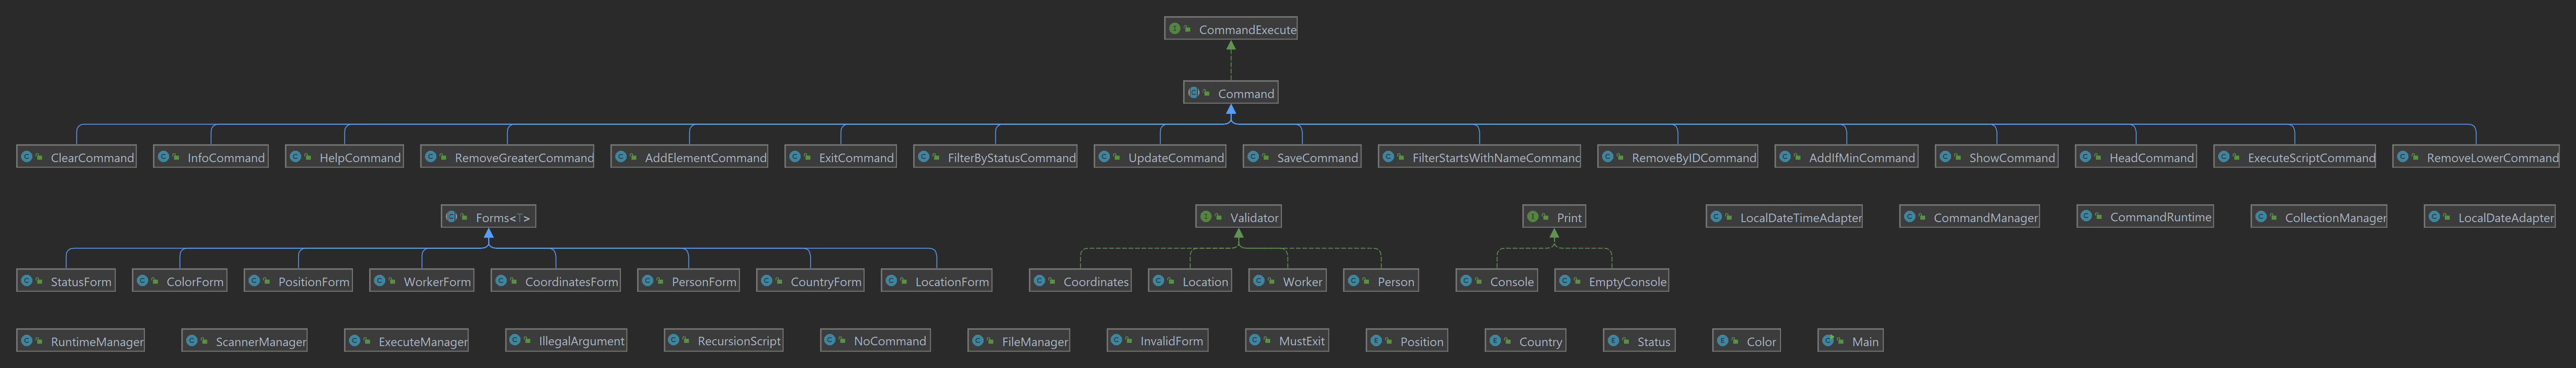 CommandExecute
Command
ClearCommand InfoCommand HelpCommand RemoveGreaterCommand AddElementCommand ExitCommand FilterByStatusCommand UpdateCommand SaveCommand FilterStartsWithNameCommand RemoveByIDCommand AddIfMinCommand ShowCommand HeadCommand ExecuteScriptCommand RemoveLowerCommand
Forms<T> Validator Print LocalDateTimeAdapter CommandManager CommandRuntime CollectionManager LocalDateAdapter
StatusForm ColorForm PositionForm WorkerForm CoordinatesForm PersonForm CountryForm LocationForm Coordinates Location Worker Person Console EmptyConsole
RuntimeManager ScannerManager ExecuteManager IllegalArgument RecursionScript NoCommand FileManager InvalidForm MustExit Position Country Status Color Main